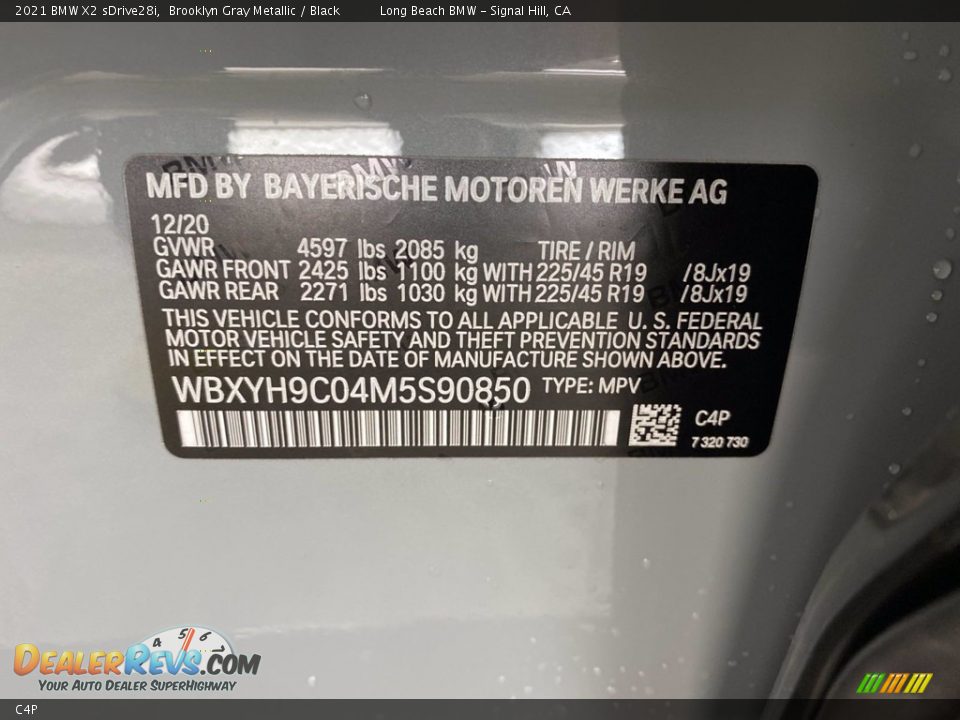 2021 BMW X2 sDrive28i, Brooklyn Gray Metallic / Black Long Beach BMW - Signal Hill, CA
MFD BY BAYERISCHE MOTOREN WERKE AG
12/20
GVWR 4597 lbs 2085 kg TIRE / RIM
GAWR FRONT 2425 lbs 1100 kg WITH 225/45 R19 /8Jx19
GAWR REAR 2271 lbs 1030 kg WITH 225/45 R19 /8Jx19
THIS VEHICLE CONFORMS TO ALL APPLICABLE U. S. FEDERAL
MOTOR VEHICLE SAFETY AND THEFT PREVENTION STANDARDS
IN EFFECT ON THE DATE OF MANUFACTURE SHOWN ABOVE.
WBXYH9C04M5S90850 TYPE: MPV
C4P
7 320 730
4 5 6
DEALERREVS.COM
YOUR AUTO DEALER SUPERHIGHWAY
C4P